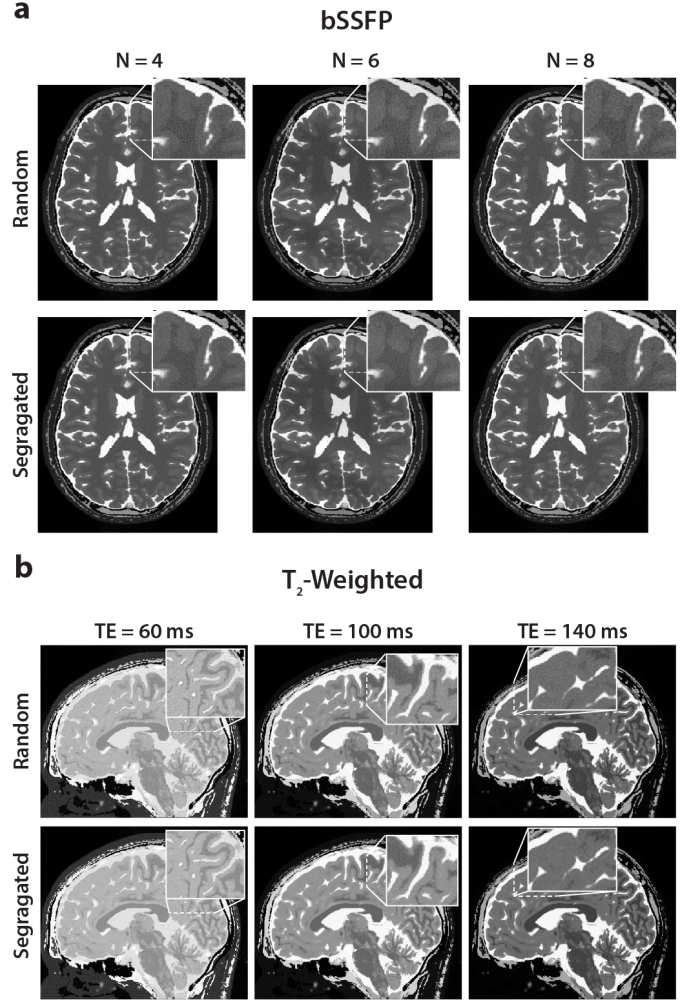 a
bSSFP
N = 4
N = 6
N = 8
Random
Segragated
b
T2-Weighted
TE = 60 ms
TE = 100 ms
TE = 140 ms
Random
Segragated